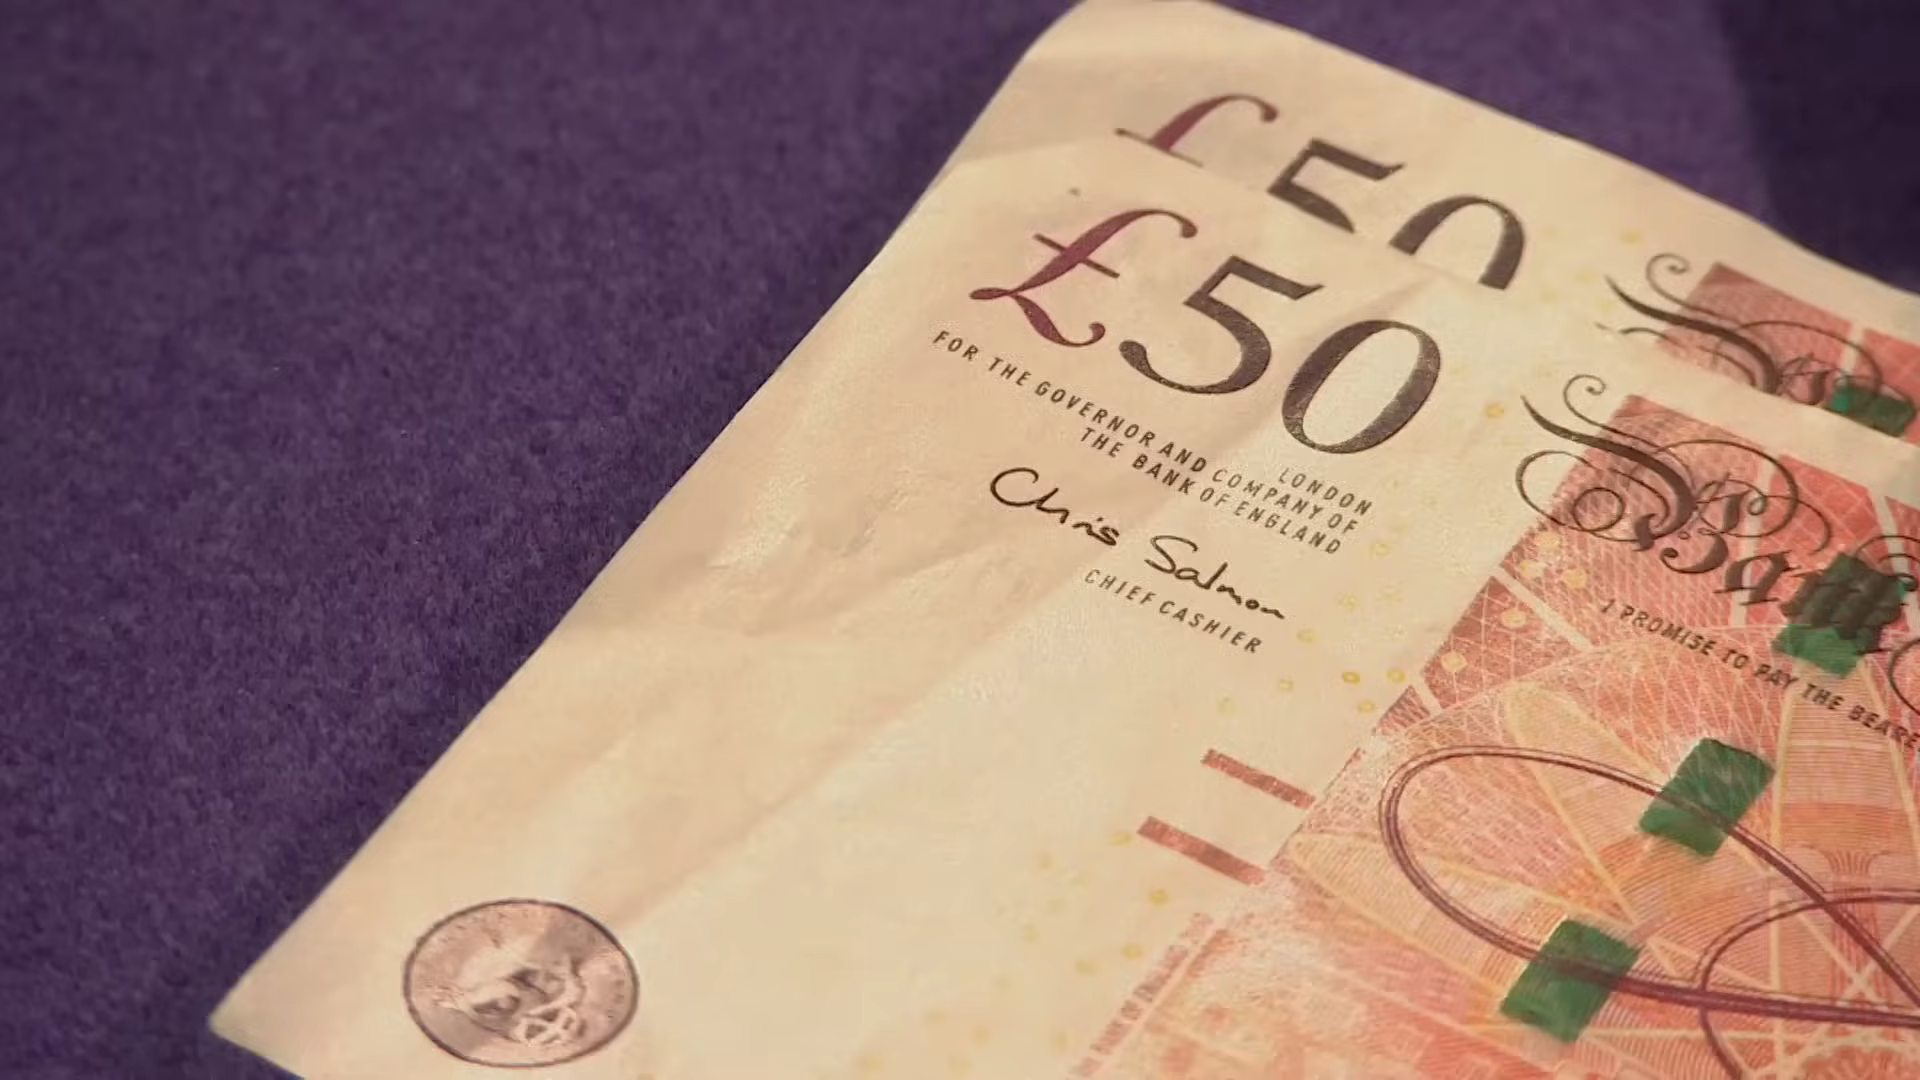 £50
£50
LONDON
FOR THE GOVERNOR AND COMPANY OF
THE BANK OF ENGLAND
Chris Salmon
CHIEF CASHIER
Bank
I PROMISE TO PAY THE